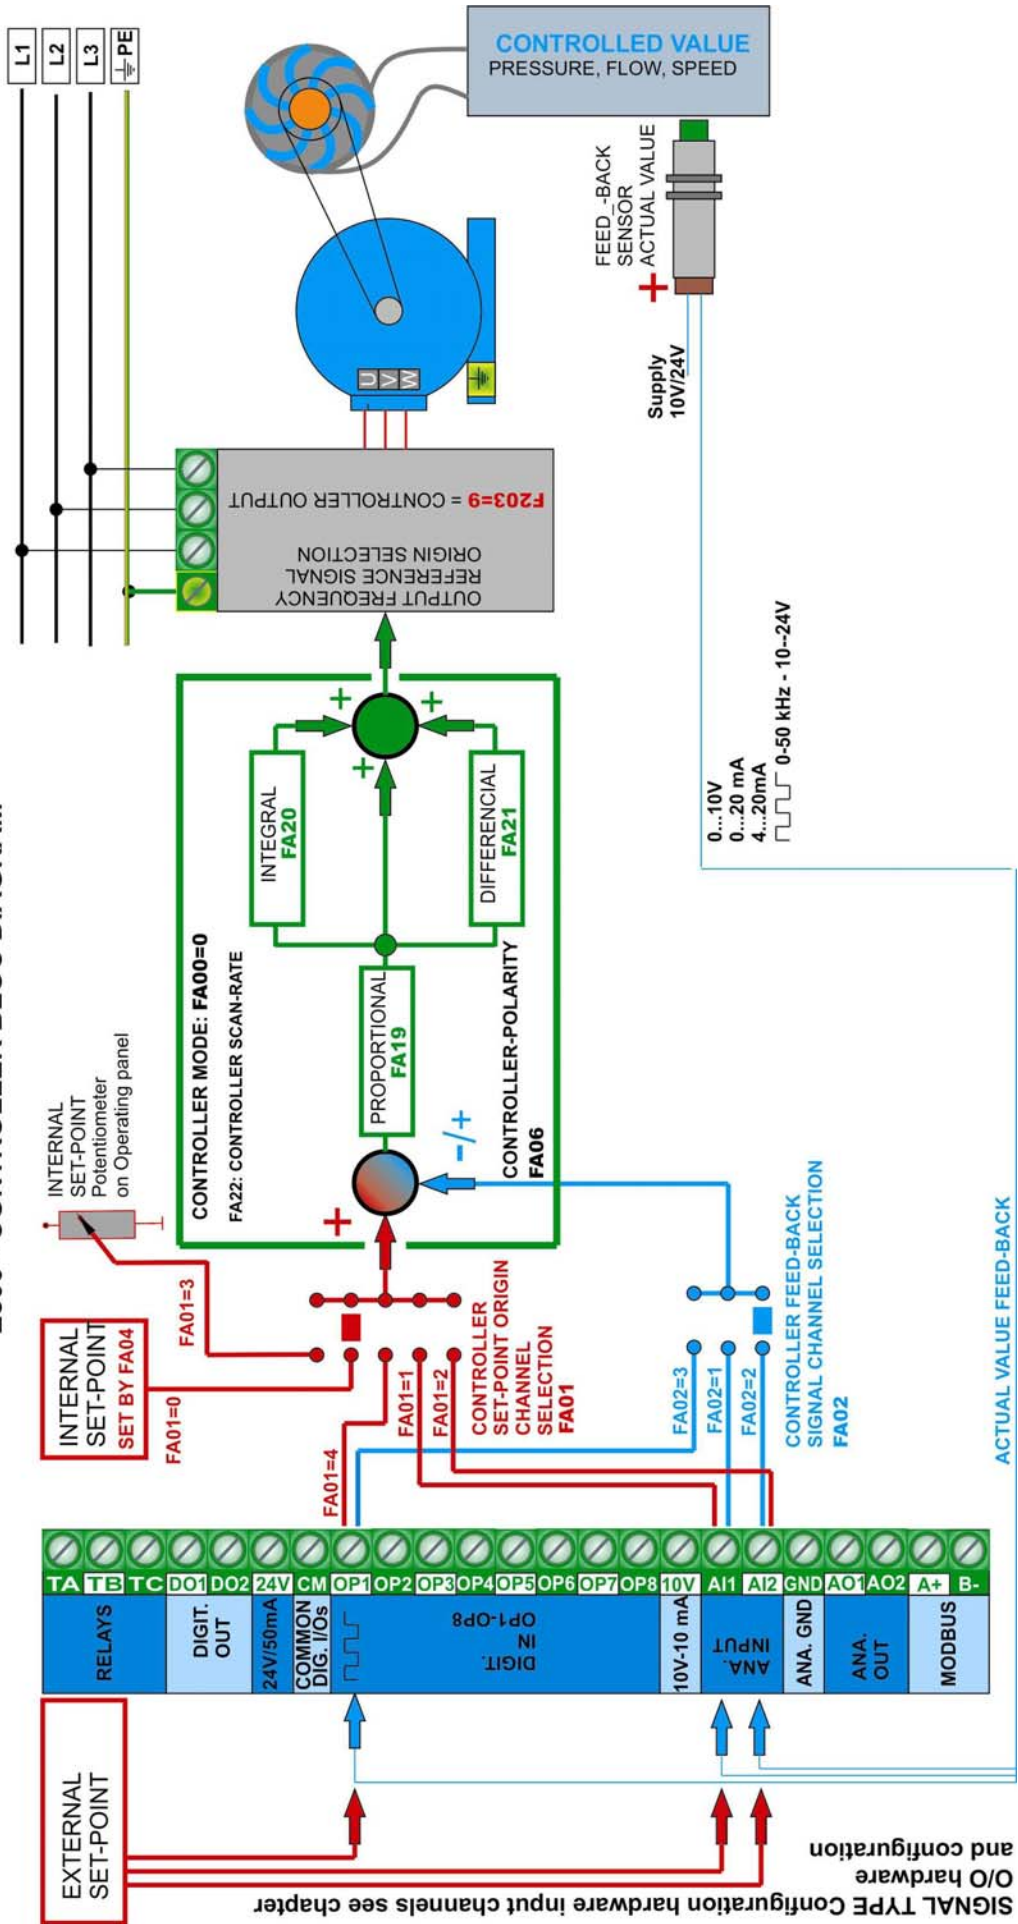 L1
L2
L3
PE
CONTROLLED VALUE
PRESSURE, FLOW, SPEED
FEED_-BACK
SENSOR
ACTUAL VALUE
+
Supply
10V/24V
U
V
W
OUTPUT FREQUENCY
REFERENCE SIGNAL
ORIGIN SELECTION
F203=9 = CONTROLLER OUTPUT
0...10V
0...20 mA
4...20mA
0-50 kHz - 10--24V
CONTROLLER MODE: FA00=0
FA22: CONTROLLER SCAN-RATE
INTEGRAL
FA20
PROPORTIONAL
FA19
DIFFERENCIAL
FA21
+
+
+
+
-/+
CONTROLLER-POLARITY
FA06
INTERNAL
SET-POINT
Potentiometer
on Operating panel
INTERNAL
SET-POINT
SET BY FA04
FA01=3
FA01=0
FA01=4
FA01=1
FA01=2
CONTROLLER
SET-POINT ORIGIN
CHANNEL
SELECTION
FA01
FA02=3
FA02=1
FA02=2
CONTROLLER FEED-BACK
SIGNAL CHANNEL SELECTION
FA02
ACTUAL VALUE FEED-BACK
TA TB TC DO1 DO2 24V CM OP1 OP2 OP3 OP4 OP5 OP6 OP7 OP8 10V AI1 AI2 GND AO1 AO2 A+ B-
RELAYS
DIGIT.
OUT
24V/50mA
COMMON
DIG. I/Os
DIGIT.
IN
OP1-OP8
10V-10 mA
ANA.
INPUT
ANA. GND
ANA.
OUT
MODBUS
EXTERNAL
SET-POINT
SIGNAL TYPE Configuration hardware input channels see chapter
O/O hardware
and configuration